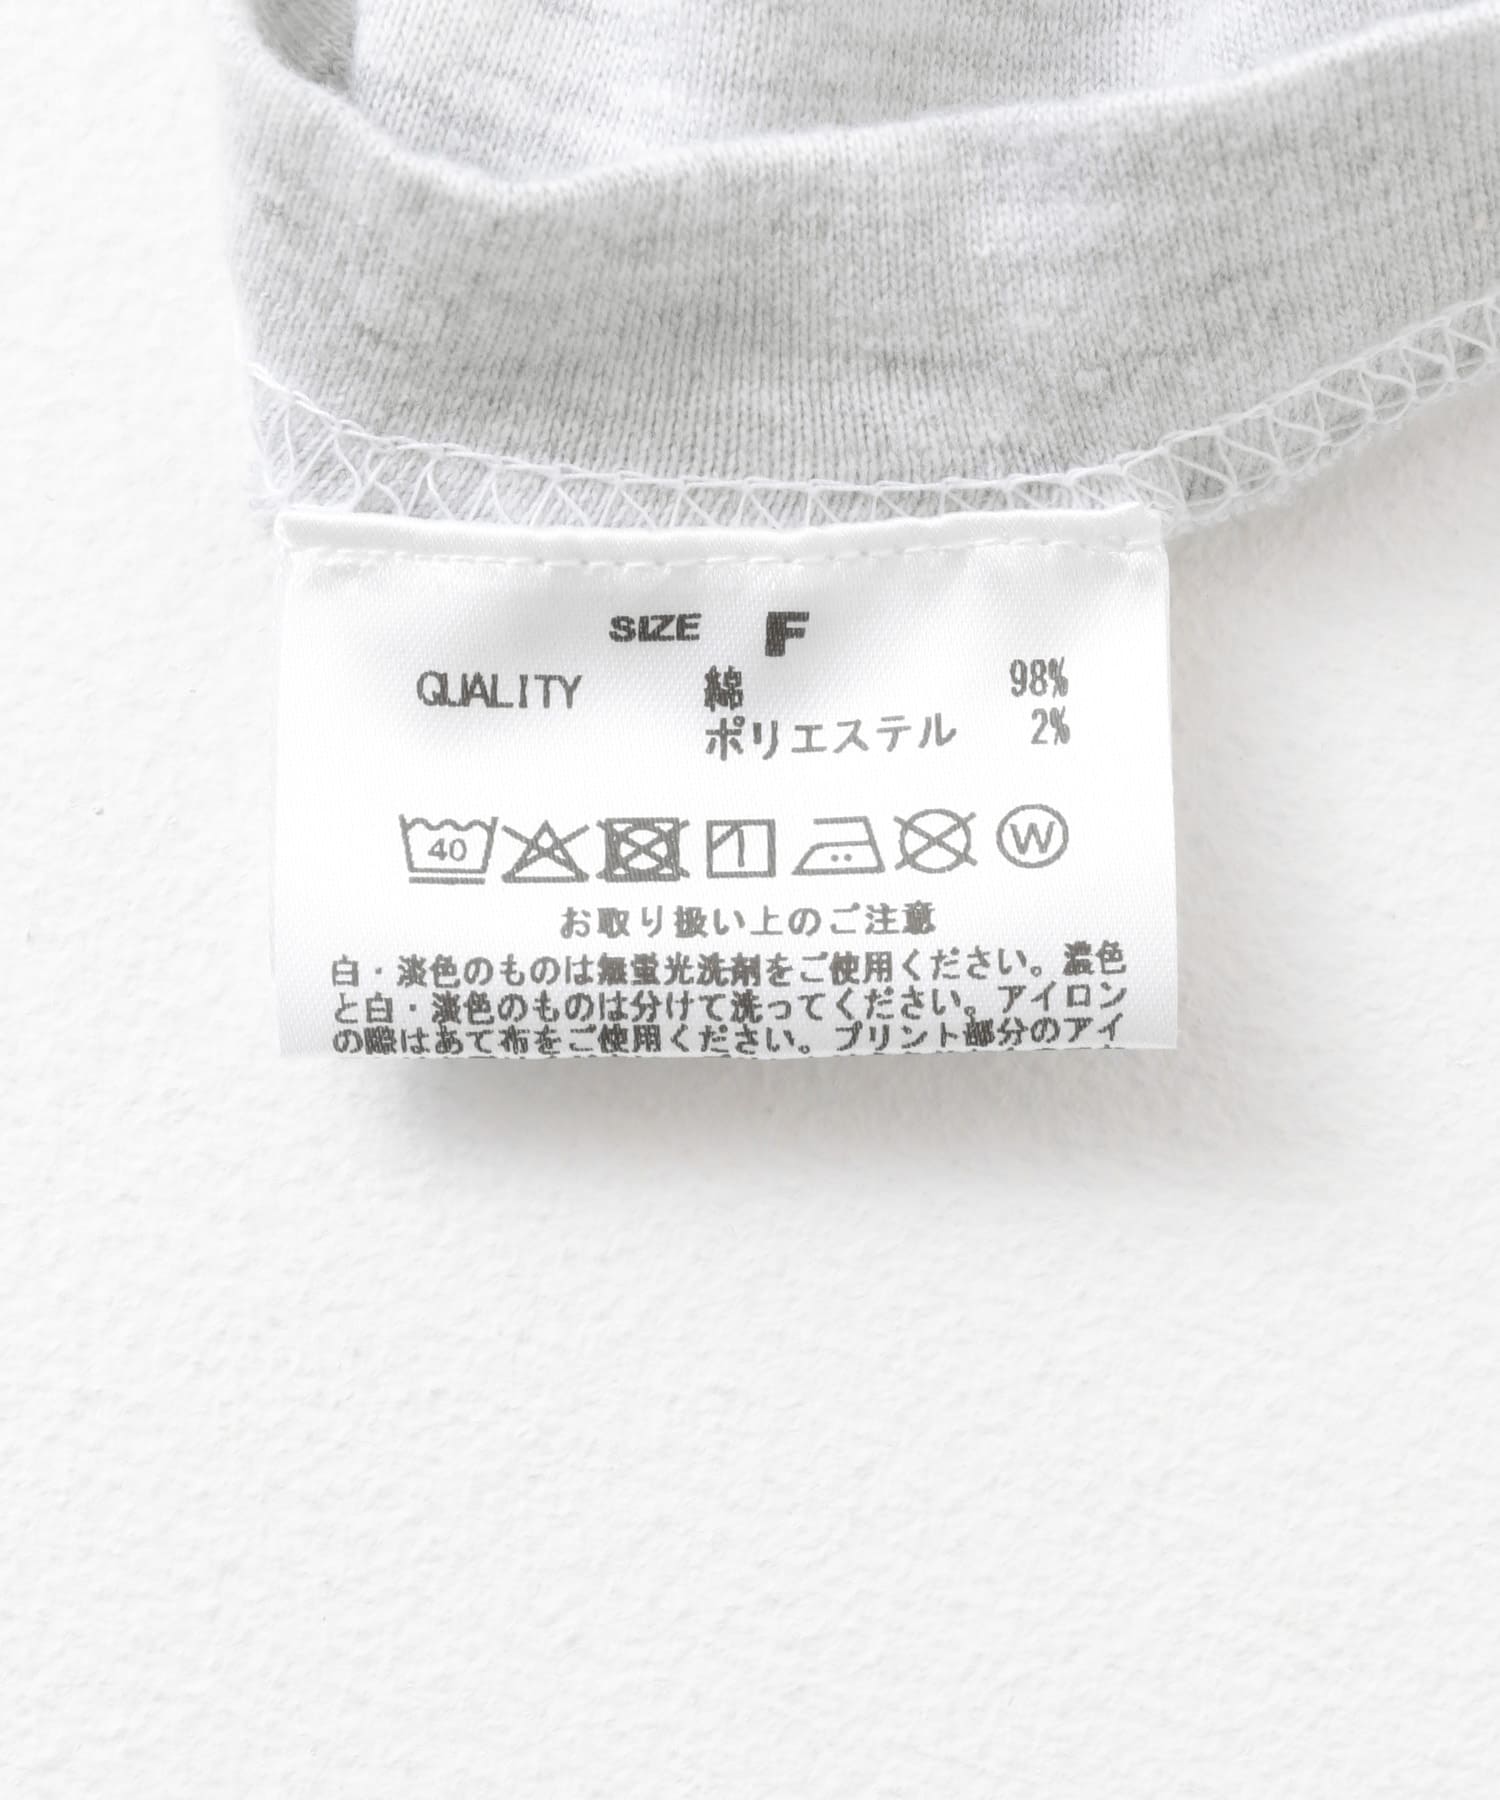 SIZE F
QUALITY 綿 98%
ポリエステル 2%
40 W
お取り扱い上のご注意
白・淡色のものは無蛍光洗剤をご使用ください。濃色
と白・淡色のものは分けて洗ってください。アイロン
の際はあて布をご使用ください。プリント部分のアイ